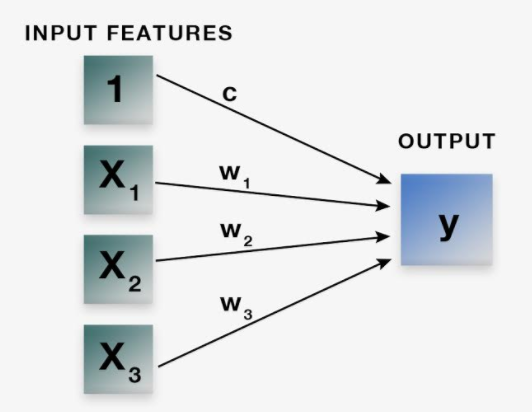 INPUT FEATURES
1
c
OUTPUT
X1
w1
y
w2
X2
w3
X3